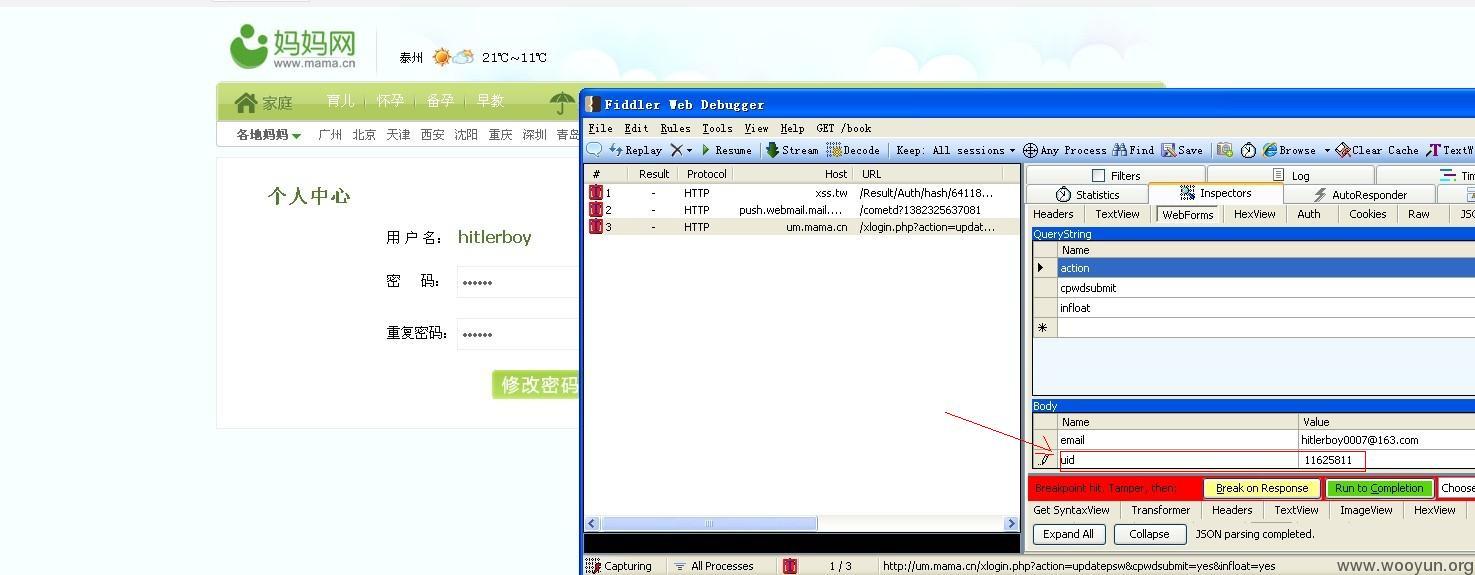 妈妈网
www.mama.cn
泰州 21℃~11℃
家庭 育儿 怀孕 备孕 早教
各地妈妈 广州 北京 天津 西安 沈阳 重庆 深圳 青岛
个人中心
用 户 名: hitlerboy
密 码: ••••••
重复密码: ••••••
修改密码
Fiddler Web Debugger
File Edit Rules Tools View Help GET /book
Replay Resume Stream Decode Keep: All sessions Any Process Find Save Browse Clear Cache TextW
# Result Protocol Host URL
1 - HTTP xss.tw /Result/Auth/hash/64118...
2 - HTTP push.webmail.mail.... /cometd?1382325637081
3 - HTTP um.mama.cn /xlogin.php?action=updat...
Filters Log Tim
Statistics Inspectors AutoResponder
Headers TextView WebForms HexView Auth Cookies Raw JSO
QueryString
Name
action
cpwdsubmit
infloat
Body
Name Value
email hitlerboy0007@163.com
uid 11625811
Breakpoint hit. Tamper, then: Break on Response Run to Completion Choose
Get SyntaxView Transformer Headers TextView ImageView HexView
Expand All Collapse JSON parsing completed.
Capturing All Processes 1 / 3 http://um.mama.cn/xlogin.php?action=updatepsw&cpwdsubmit=yes&infloat=yes
www.wooyun.org